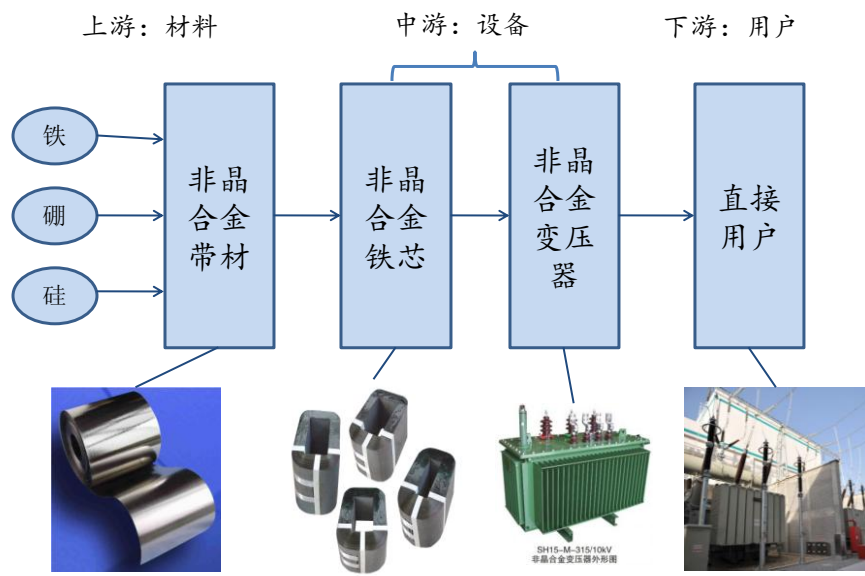 上游：材料
中游：设备
下游：用户
铁
硼
硅
非晶
合金
带材
非晶
合金
铁芯
非晶
合金
变压
器
直接
用户
SH15-M-315/10kV
非晶合金变压器外形图